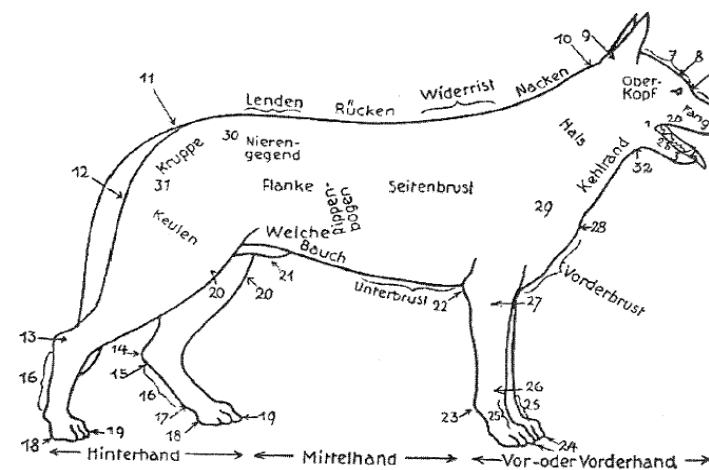 9
10
7
8
Ober-
Kopf
Fang
11
Lenden
Rücken
Widerrist
Nacken
Hals
Kehlrand
32
30
Nieren-
gegend
Kruppe
12
31
Flanke
Rippen-
bogen
Seitenbrust
29
28
Keulen
Welche
Bauch
21
20
20
Unterbrust
22
Vorderbrust
27
13
14
15
16
16
17
18
19
18
19
23
26
25
25
24
Hinterhand
Mittelhand
Vor- oder Vorderhand